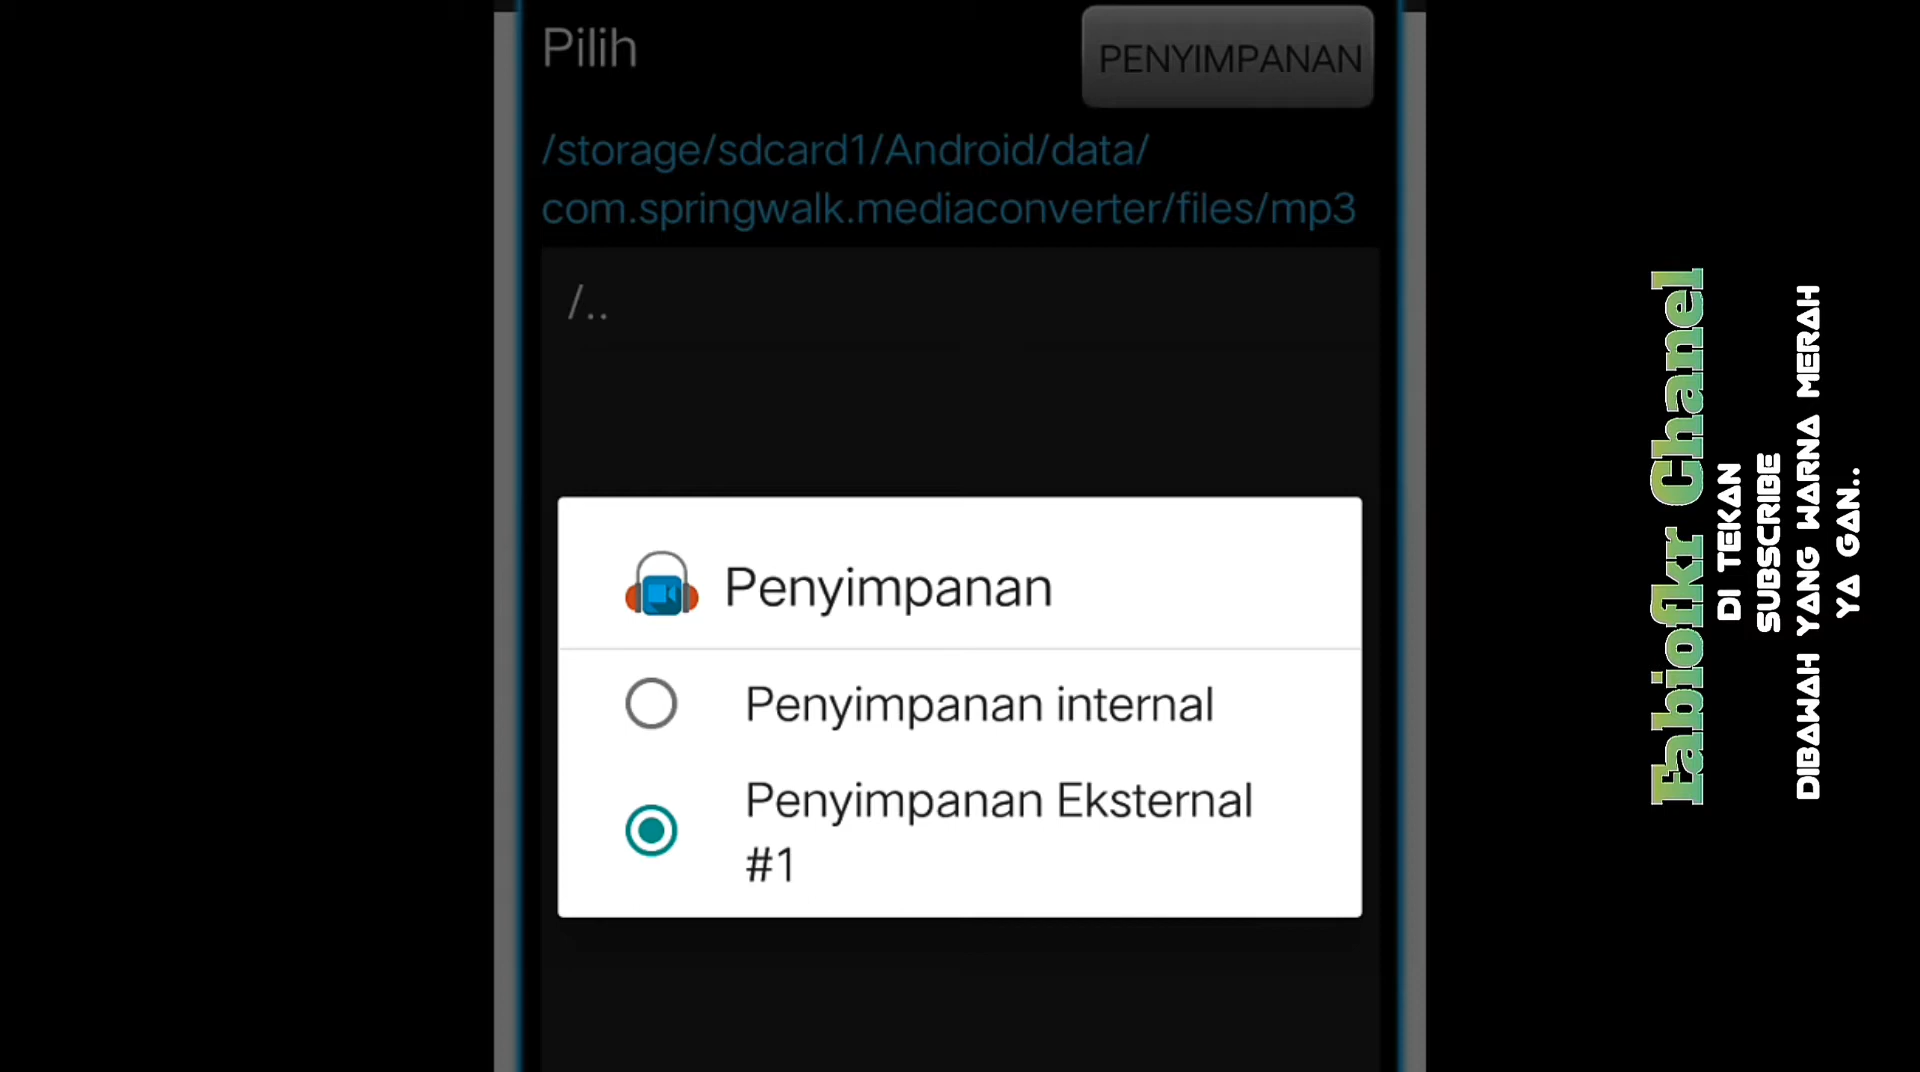 Pilih
PENYIMPANAN
/storage/sdcard1/Android/data/
com.springwalk.mediaconverter/files/mp3
/..
Penyimpanan
Penyimpanan internal
Penyimpanan Eksternal
#1
Fabiofkr Chanel
DI TEKAN
SUBSCRIBE
DIBAWAH YANG WARNA MERAH
YA GAN..